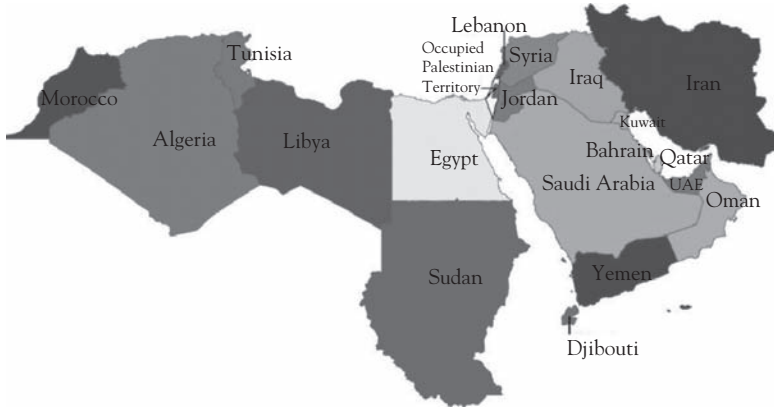 Lebanon
Occupied
Palestinian
Territory
Tunisia
Syria
Iraq
Iran
Morocco
Jordan
Algeria
Libya
Egypt
Kuwait
Bahrain
Qatar
Saudi Arabia
UAE
Oman
Sudan
Yemen
Djibouti